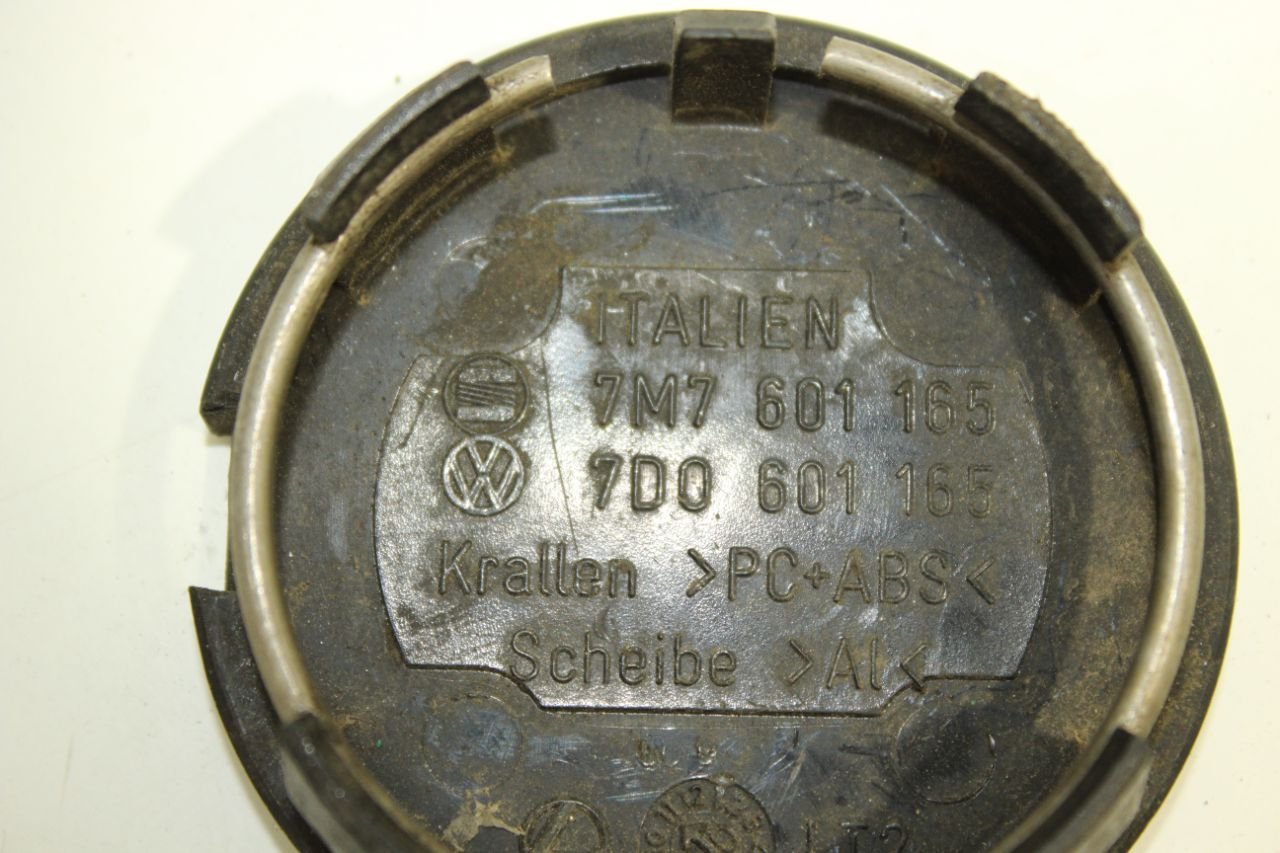 ITALIEN
7M7 601 165
7D0 601 165
Krallen >PC+ABS<
Scheibe >Al<